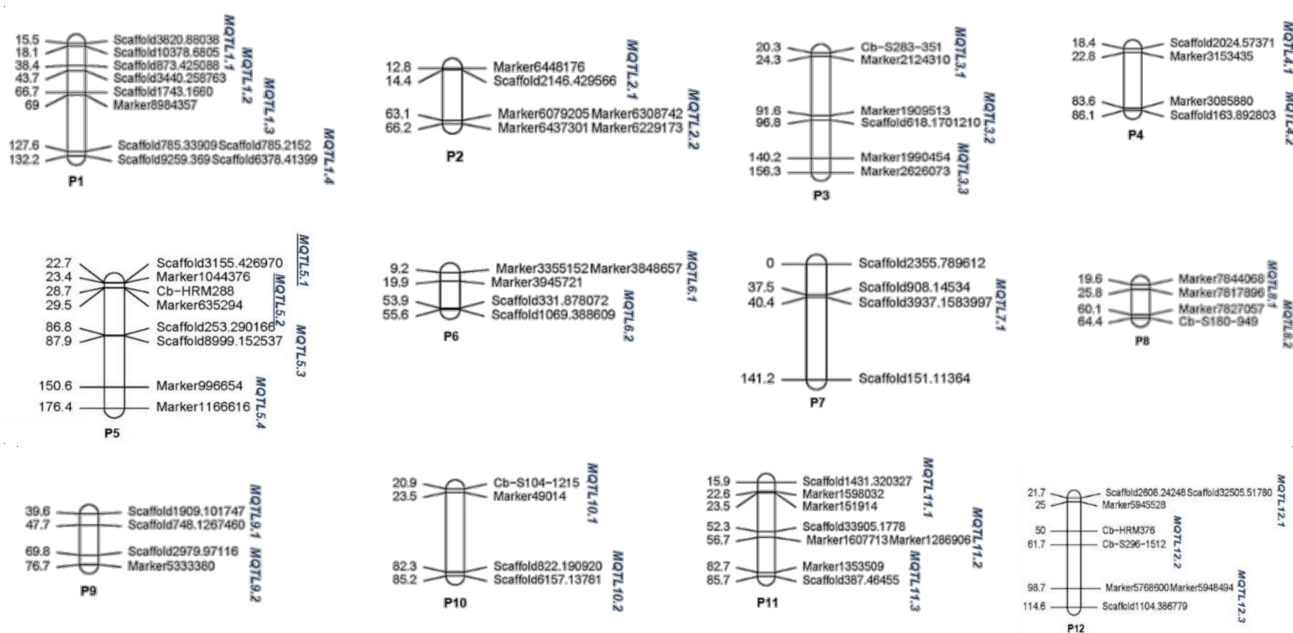 15.5 Scaffold3820.88038
18.1 Scaffold10378.6805
38.4 Scaffold873.425088
43.7 Scaffold3440.258763
66.7 Scaffold1743.1660
69 Marker8984357
127.6 Scaffold785.33909 Scaffold785.2152
132.2 Scaffold9259.369 Scaffold6378.41399
MQTL1.1
MQTL1.2
MQTL1.3
MQTL1.4
P1
12.8 Marker6448176
14.4 Scaffold2146.429566
63.1 Marker6079205 Marker6308742
66.2 Marker6437301 Marker6229173
MQTL2.1
MQTL2.2
P2
20.3 Cb-S283-351
24.3 Marker2124310
91.6 Marker1909513
96.8 Scaffold618.1701210
140.2 Marker1990454
156.3 Marker2626073
MQTL3.1
MQTL3.2
MQTL3.3
P3
18.4 Scaffold2024.57371
22.8 Marker3153435
83.6 Marker3085880
86.1 Scaffold163.892803
MQTL4.1
MQTL4.2
P4
22.7 Scaffold3155.426970
23.4 Marker1044376
28.7 Cb-HRM288
29.5 Marker635294
86.8 Scaffold253.290166
87.9 Scaffold8999.152537
150.6 Marker996654
176.4 Marker1166616
MQTL5.1
MQTL5.2
MQTL5.3
MQTL5.4
P5
9.2 Marker3355152 Marker3848657
19.9 Marker3945721
53.9 Scaffold331.878072
55.6 Scaffold1069.388609
MQTL6.1
MQTL6.2
P6
0 Scaffold2355.789612
37.5 Scaffold908.14534
40.4 Scaffold3937.1583997
141.2 Scaffold151.11364
MQTL7.1
P7
19.6 Marker7844068
25.8 Marker7817896
60.1 Marker7827057
64.4 Cb-S180-949
MQTL8.1
MQTL8.2
P8
39.6 Scaffold1909.101747
47.7 Scaffold748.1267460
69.8 Scaffold2979.97116
76.7 Marker5333380
MQTL9.1
MQTL9.2
P9
20.9 Cb-S104-1215
23.5 Marker49014
82.3 Scaffold822.190920
85.2 Scaffold6157.13781
MQTL10.1
MQTL10.2
P10
15.9 Scaffold1431.320327
22.6 Marker1598032
23.5 Marker151914
52.3 Scaffold33905.1778
56.7 Marker1607713 Marker1286906
82.7 Marker1353509
85.7 Scaffold387.46455
MQTL11.1
MQTL11.2
MQTL11.3
P11
21.7 Scaffold2608.24248 Scaffold32505.51780
25 Marker5945528
50 Cb-HRM376
61.7 Cb-S296-1512
98.7 Marker5768600 Marker5948494
114.6 Scaffold1104.386779
MQTL12.1
MQTL12.2
MQTL12.3
P12